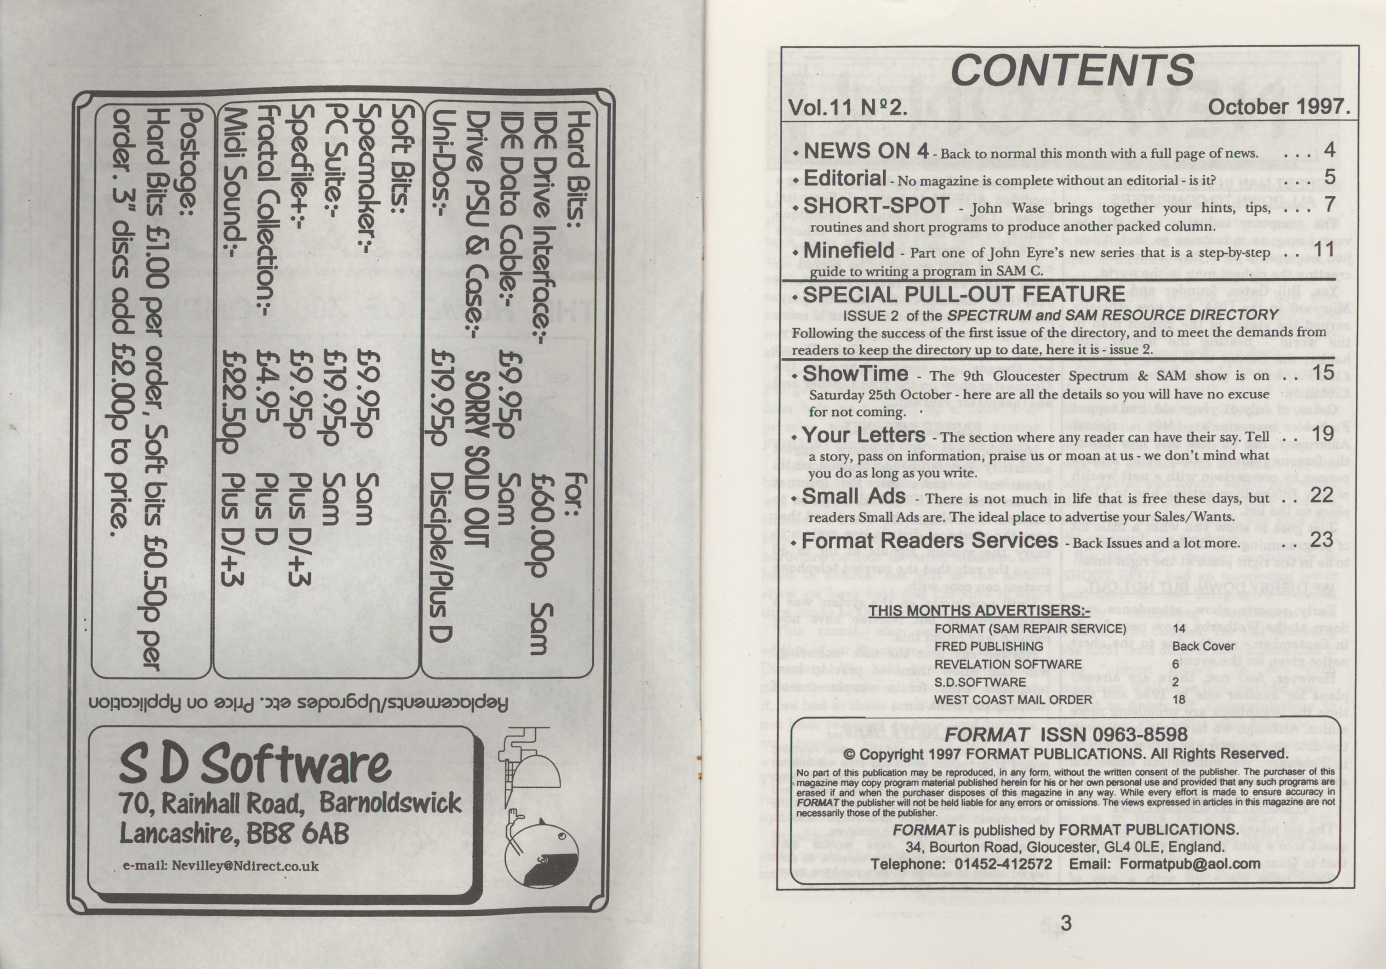 Hard Bits: For:
IDE Drive Interface:- £60.00p Sam
IDE Data Cable:- £9.95p Sam
Drive PSU & Case:- SORRY SOLD OUT
Uni-Dos:- £19.95p Disciple/Plus D
Soft Bits:
Specmaker:- £9.95p Sam
PC Suite:- £19.95p Sam
Specfile+:- £9.95p Plus D/+3
Fractal Collection:- £4.95 Plus D
Midi Sound:- £22.50p Plus D/+3
Postage:
Hard Bits £1.00 per order, Soft bits £0.50p per
order. 3" discs add £2.00p to price.
Replacements/Upgrades etc. Price on Application
S D Software
70, Rainhall Road, Barnoldswick
Lancashire, BB8 6AB
e-mail: Nevilley@Ndirect.co.uk
CONTENTS
Vol.11 Nº2. October 1997.
• NEWS ON 4 - Back to normal this month with a full page of news. . . . 4
• Editorial - No magazine is complete without an editorial - is it? . . . 5
• SHORT-SPOT - John Wase brings together your hints, tips, . . . 7
routines and short programs to produce another packed column.
• Minefield - Part one of John Eyre's new series that is a step-by-step . . 11
guide to writing a program in SAM C.
• SPECIAL PULL-OUT FEATURE
ISSUE 2 of the SPECTRUM and SAM RESOURCE DIRECTORY
Following the success of the first issue of the directory, and to meet the demands from
readers to keep the directory up to date, here it is - issue 2.
• ShowTime - The 9th Gloucester Spectrum & SAM show is on . . 15
Saturday 25th October - here are all the details so you will have no excuse
for not coming.
• Your Letters - The section where any reader can have their say. Tell . . 19
a story, pass on information, praise us or moan at us - we don't mind what
you do as long as you write.
• Small Ads - There is not much in life that is free these days, but . . 22
readers Small Ads are. The ideal place to advertise your Sales/Wants.
• Format Readers Services - Back Issues and a lot more. . . 23
THIS MONTHS ADVERTISERS:-
FORMAT (SAM REPAIR SERVICE) 14
FRED PUBLISHING Back Cover
REVELATION SOFTWARE 6
S.D.SOFTWARE 2
WEST COAST MAIL ORDER 18
FORMAT ISSN 0963-8598
© Copyright 1997 FORMAT PUBLICATIONS. All Rights Reserved.
No part of this publication may be reproduced, in any form, without the written consent of the publisher. The purchaser of this
magazine may copy program material published herein for his or her own personal use and provided that any such programs are
erased if and when the purchaser disposes of this magazine in any way. While every effort is made to ensure accuracy in
FORMAT the publisher will not be held liable for any errors or omissions. The views expressed in articles in this magazine are not
necessarily those of the publisher.
FORMAT is published by FORMAT PUBLICATIONS.
34, Bourton Road, Gloucester, GL4 0LE, England.
Telephone: 01452-412572 Email: Formatpub@aol.com
3